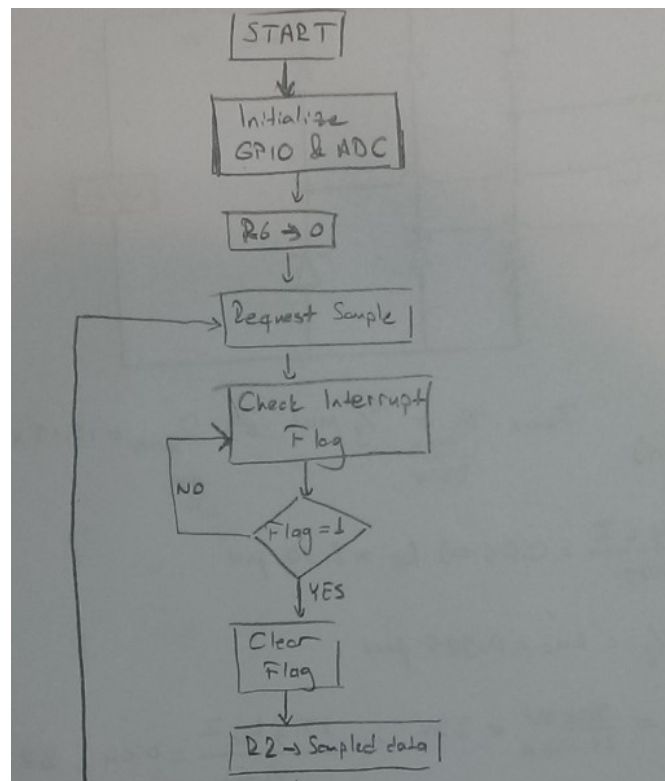 START
Initialize
GPIO & ADC
R6 → 0
Request Sample
Check Interrupt
Flag
NO
Flag=1
YES
Clear
Flag
R2 → Sampled data